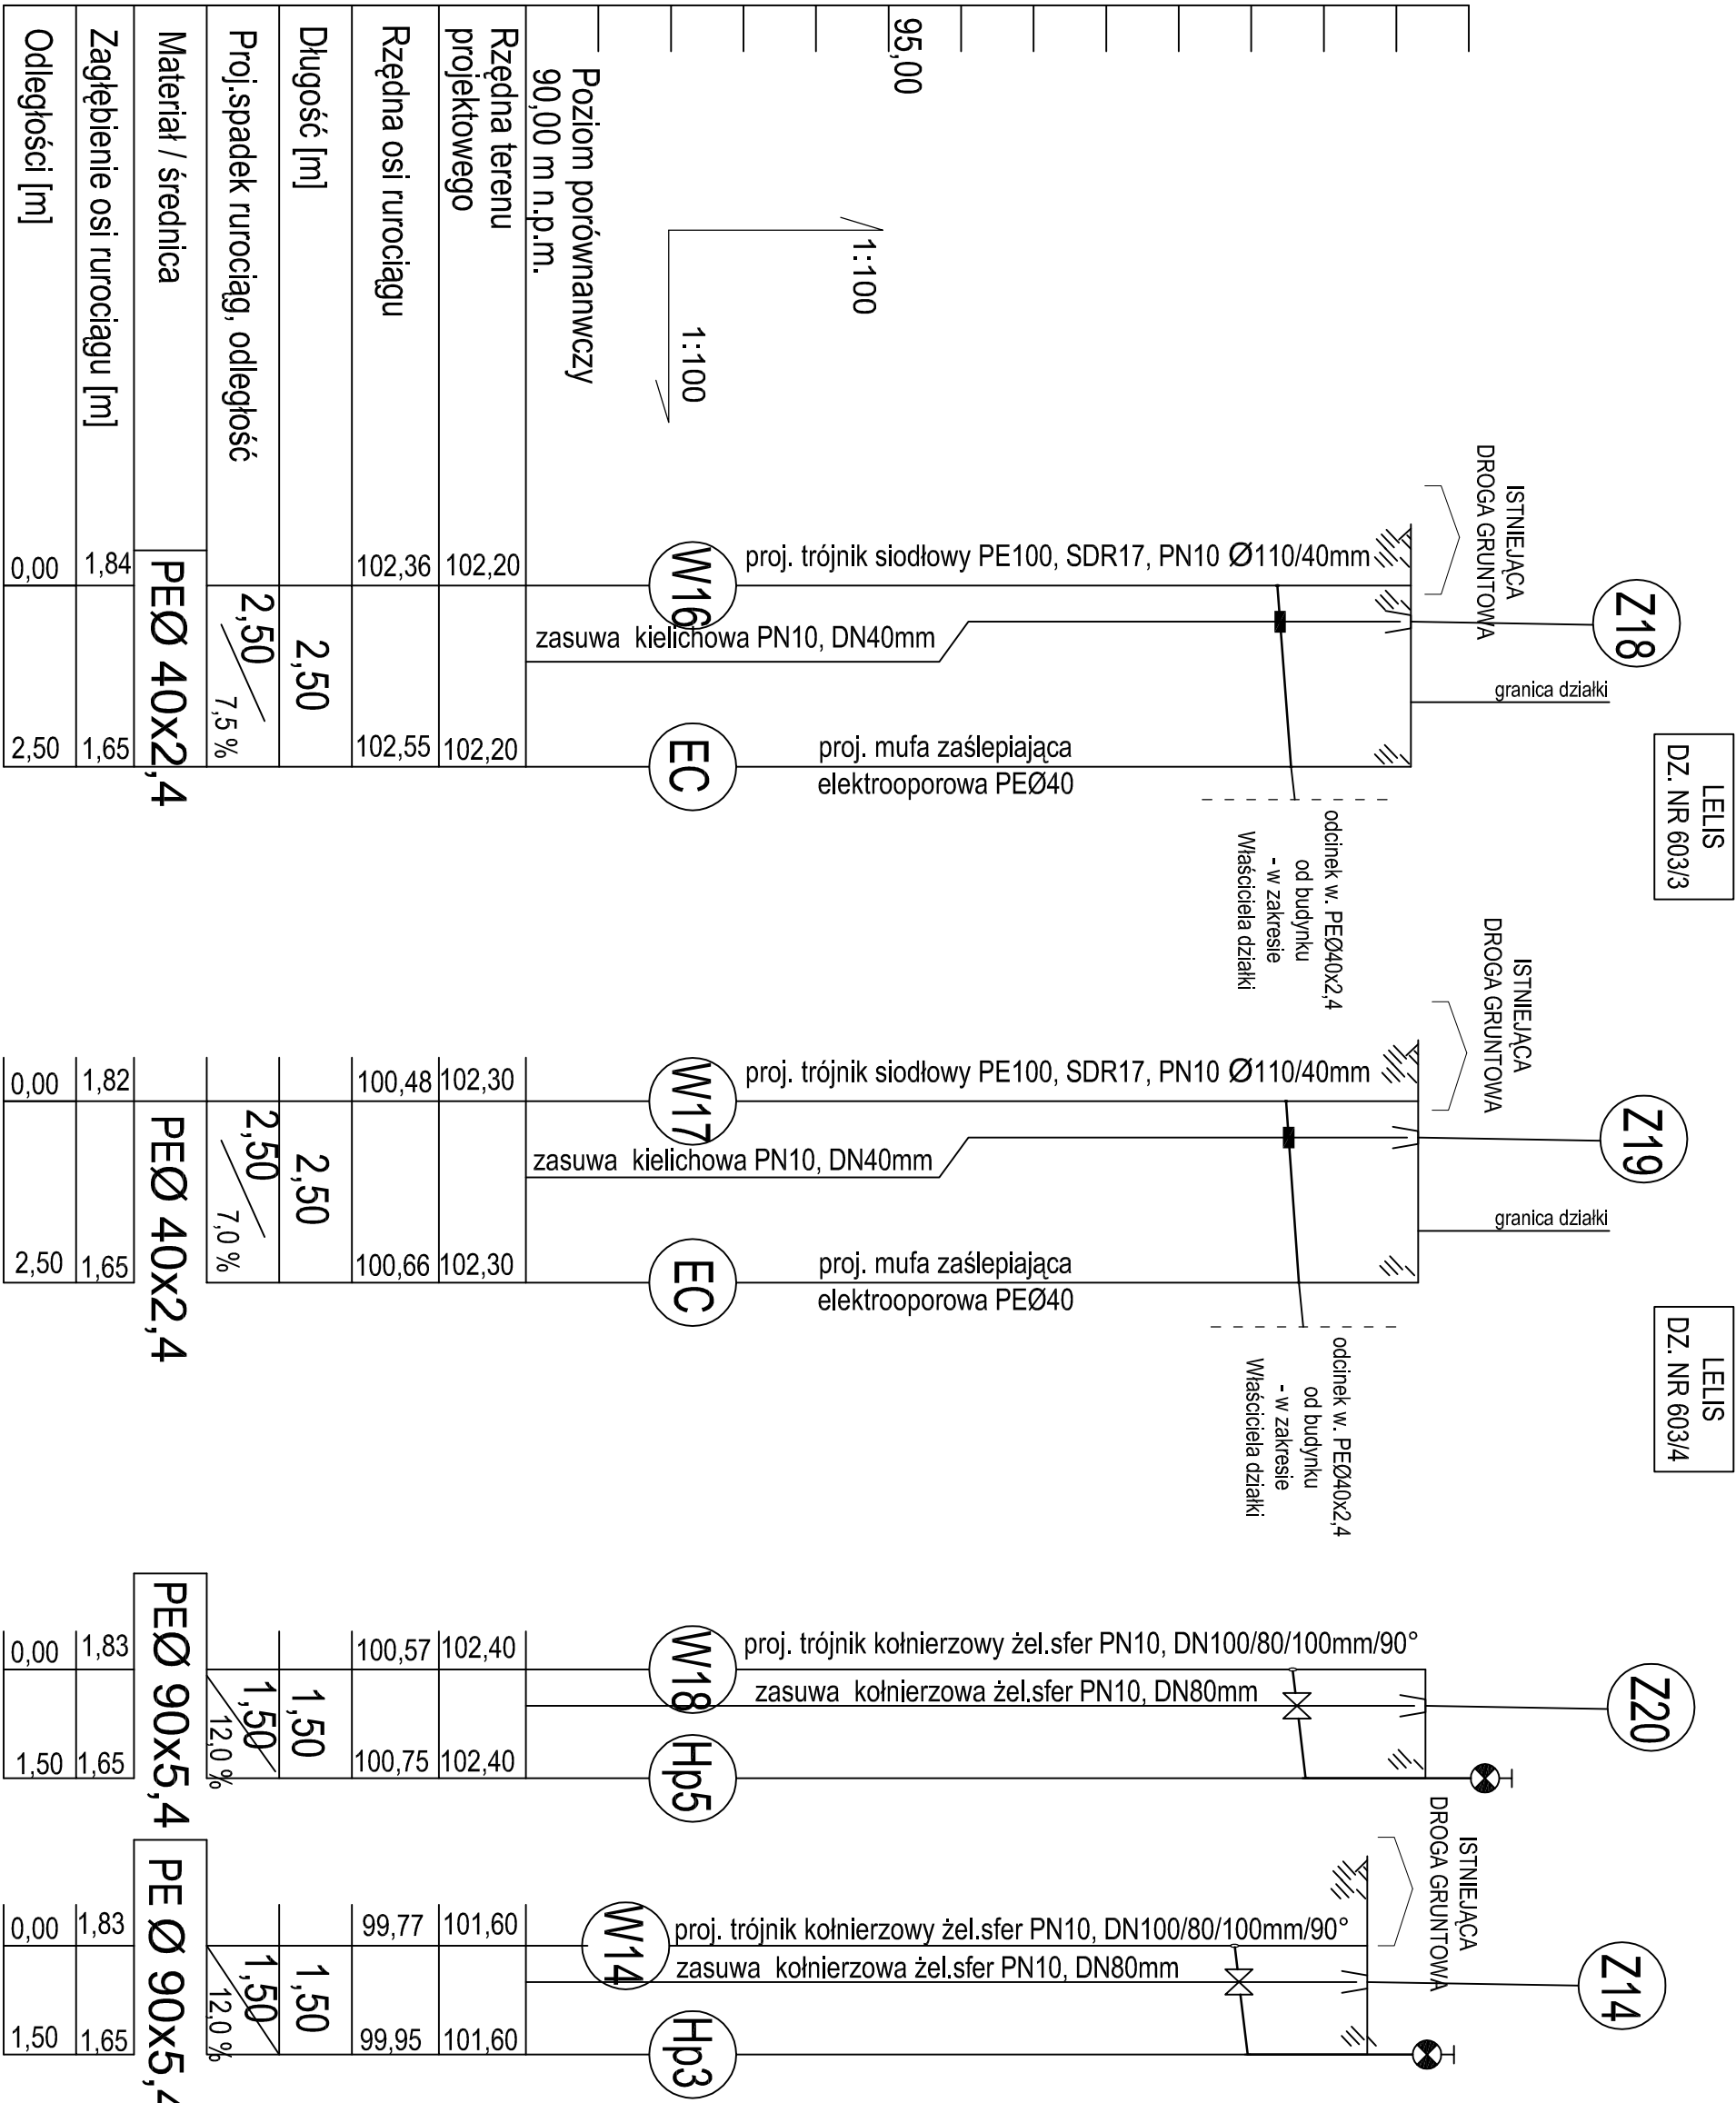 95,00
Poziom porównanwczy
90,00 m n.p.m.
1:100
1:100
Rzędna terenu
projektowego
Rzędna osi rurociągu
Długość [m]
Proj.spadek rurociąg, odległość
Materiał / średnica
Zagłębienie osi rurociągu [m]
Odległości [m]
LELIS
DZ. NR 603/3
Z18
ISTNIEJĄCA
DROGA GRUNTOWA
granica działki
odcinek w. PEØ40x2,4
od budynku
- w zakresie
Właściciela działki
proj. trójnik siodłowy PE100, SDR17, PN10 Ø110/40mm
W16
zasuwa kielichowa PN10, DN40mm
proj. mufa zaślepiająca
elektrooporowa PEØ40
EC
102,20
102,20
102,36
102,55
2,50
2,50
7,5 %
PEØ 40x2,4
1,84
1,65
0,00
2,50
LELIS
DZ. NR 603/4
Z19
ISTNIEJĄCA
DROGA GRUNTOWA
granica działki
odcinek w. PEØ40x2,4
od budynku
- w zakresie
Właściciela działki
proj. trójnik siodłowy PE100, SDR17, PN10 Ø110/40mm
W17
zasuwa kielichowa PN10, DN40mm
proj. mufa zaślepiająca
elektrooporowa PEØ40
EC
102,30
102,30
100,48
100,66
2,50
2,50
7,0 %
PEØ 40x2,4
1,82
1,65
0,00
2,50
Z20
proj. trójnik kołnierzowy żel.sfer PN10, DN100/80/100mm/90°
W18
zasuwa kołnierzowa żel.sfer PN10, DN80mm
Hp5
102,40
102,40
100,57
100,75
1,50
1,50
12,0 %
PEØ 90x5,4
1,83
1,65
0,00
1,50
Z14
ISTNIEJĄCA
DROGA GRUNTOWA
proj. trójnik kołnierzowy żel.sfer PN10, DN100/80/100mm/90°
W14
zasuwa kołnierzowa żel.sfer PN10, DN80mm
Hp3
101,60
101,60
99,77
99,95
1,50
1,50
12,0 %
PE Ø 90x5,4
1,83
1,65
0,00
1,50